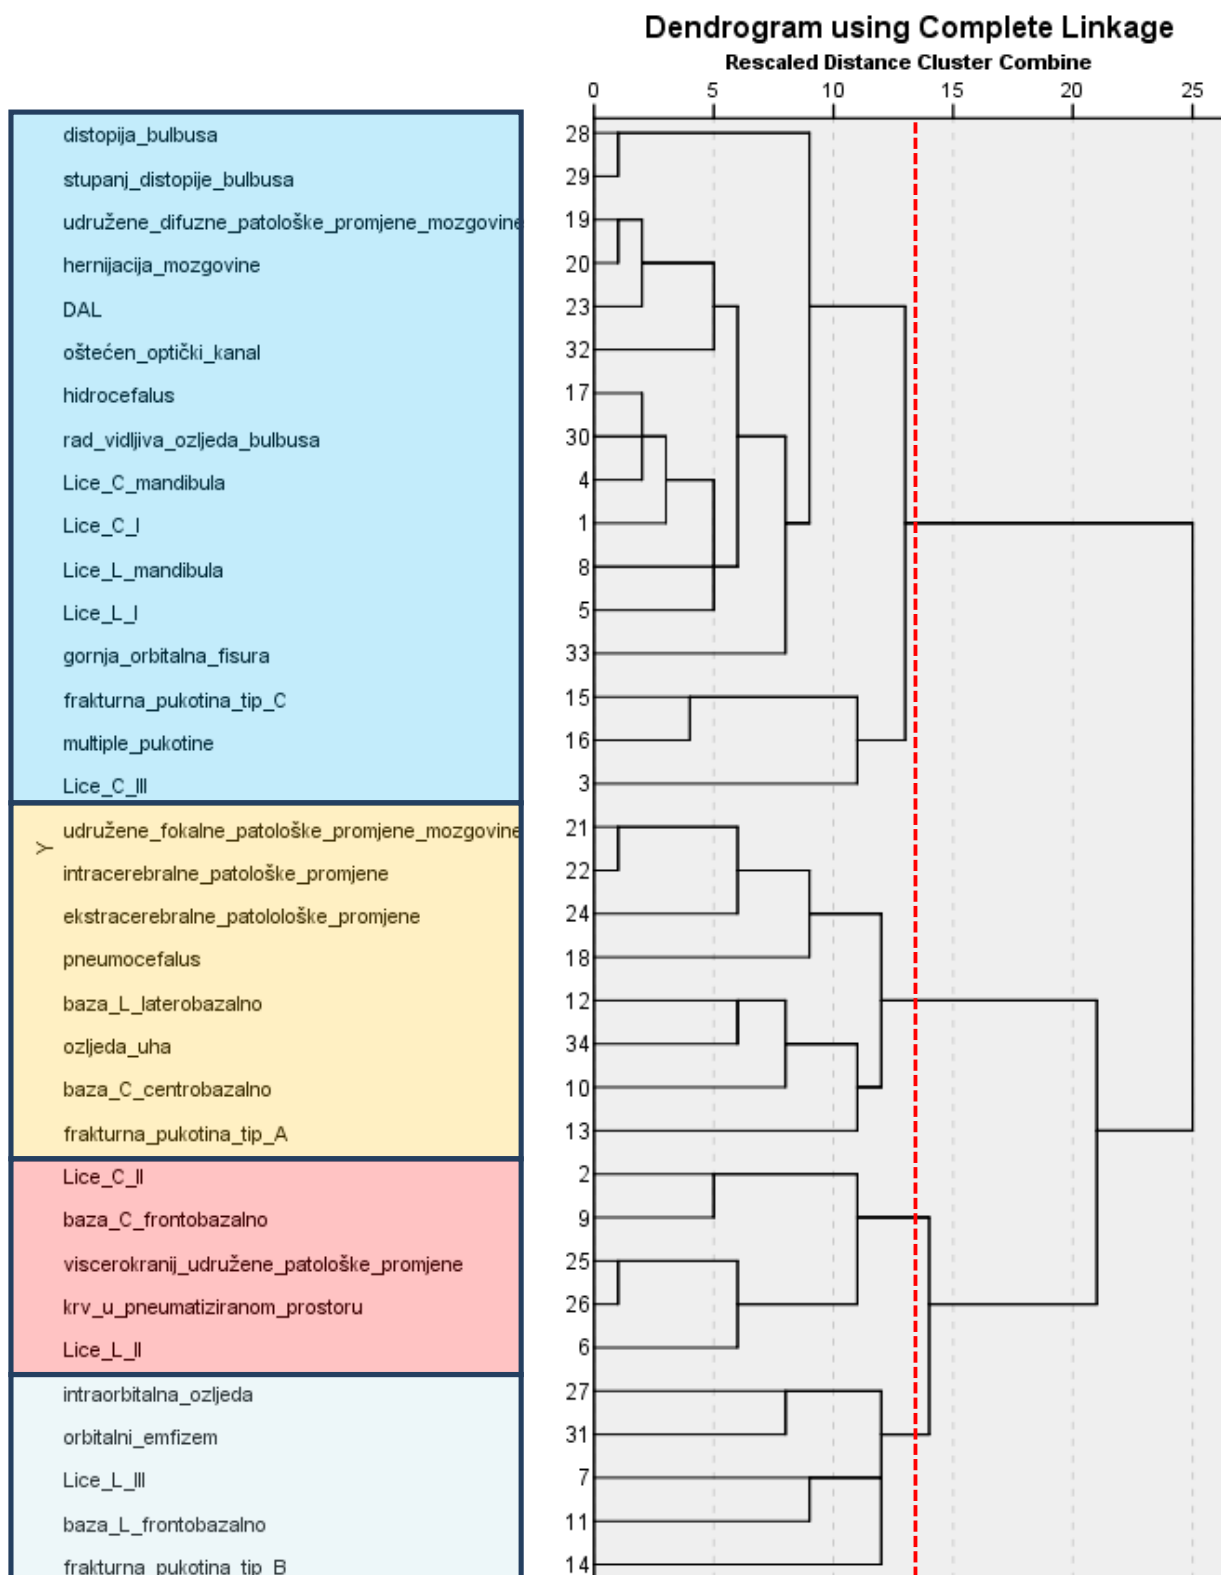 Dendrogram using Complete Linkage
Rescaled Distance Cluster Combine
0 5 10 15 20 25
distopija_bulbusa 28
stupanj_distopije_bulbusa 29
udružene_difuzne_patološke_promjene_mozgovine 19
hernijacija_mozgovine 20
DAL 23
oštećen_optički_kanal 32
hidrocefalus 17
rad_vidljiva_ozljeda_bulbusa 30
Lice_C_mandibula 4
Lice_C_I 1
Lice_L_mandibula 8
Lice_L_I 5
gornja_orbitalna_fisura 33
frakturna_pukotina_tip_C 15
multiple_pukotine 16
Lice_C_III 3
udružene_fokalne_patološke_promjene_mozgovine 21
Y
intracerebralne_patološke_promjene 22
ekstracerebralne_patolološke_promjene 24
pneumocefalus 18
baza_L_laterobazalno 12
ozljeda_uha 34
baza_C_centrobazalno 10
frakturna_pukotina_tip_A 13
Lice_C_II 2
baza_C_frontobazalno 9
viscerokranij_udružene_patološke_promjene 25
krv_u_pneumatiziranom_prostoru 26
Lice_L_II 6
intraorbitalna_ozljeda 27
orbitalni_emfizem 31
Lice_L_III 7
baza_L_frontobazalno 11
frakturna_pukotina_tip_B 14